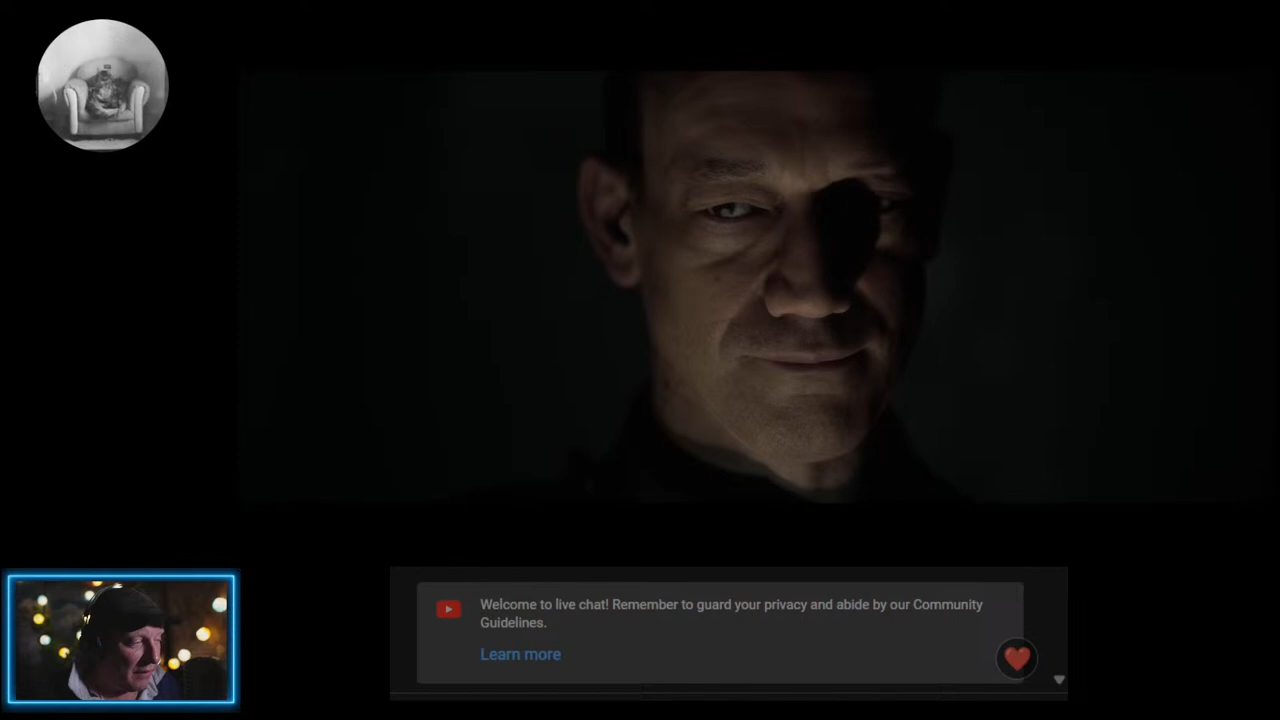 Welcome to live chat! Remember to guard your privacy and abide by our Community
Guidelines.
Learn more